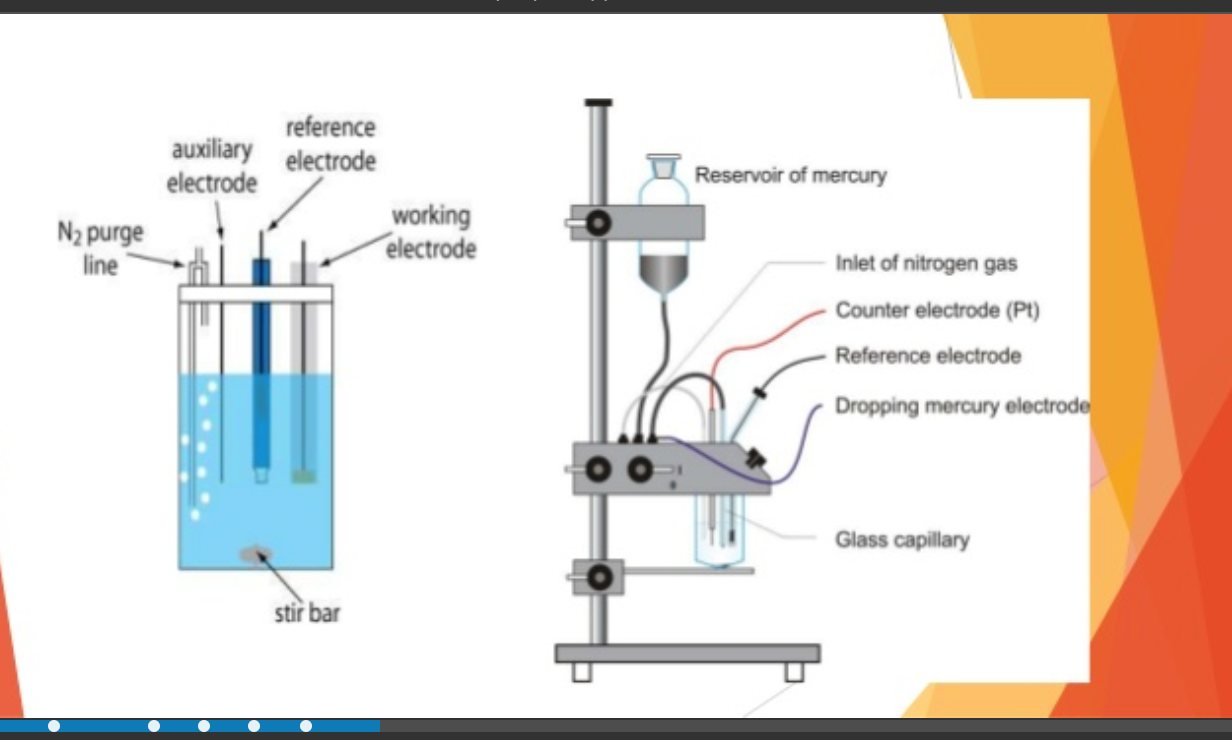 reference
electrode
auxiliary
electrode
working
electrode
N2 purge
line
stir bar
Reservoir of mercury
Inlet of nitrogen gas
Counter electrode (Pt)
Reference electrode
Dropping mercury electrode
Glass capillary